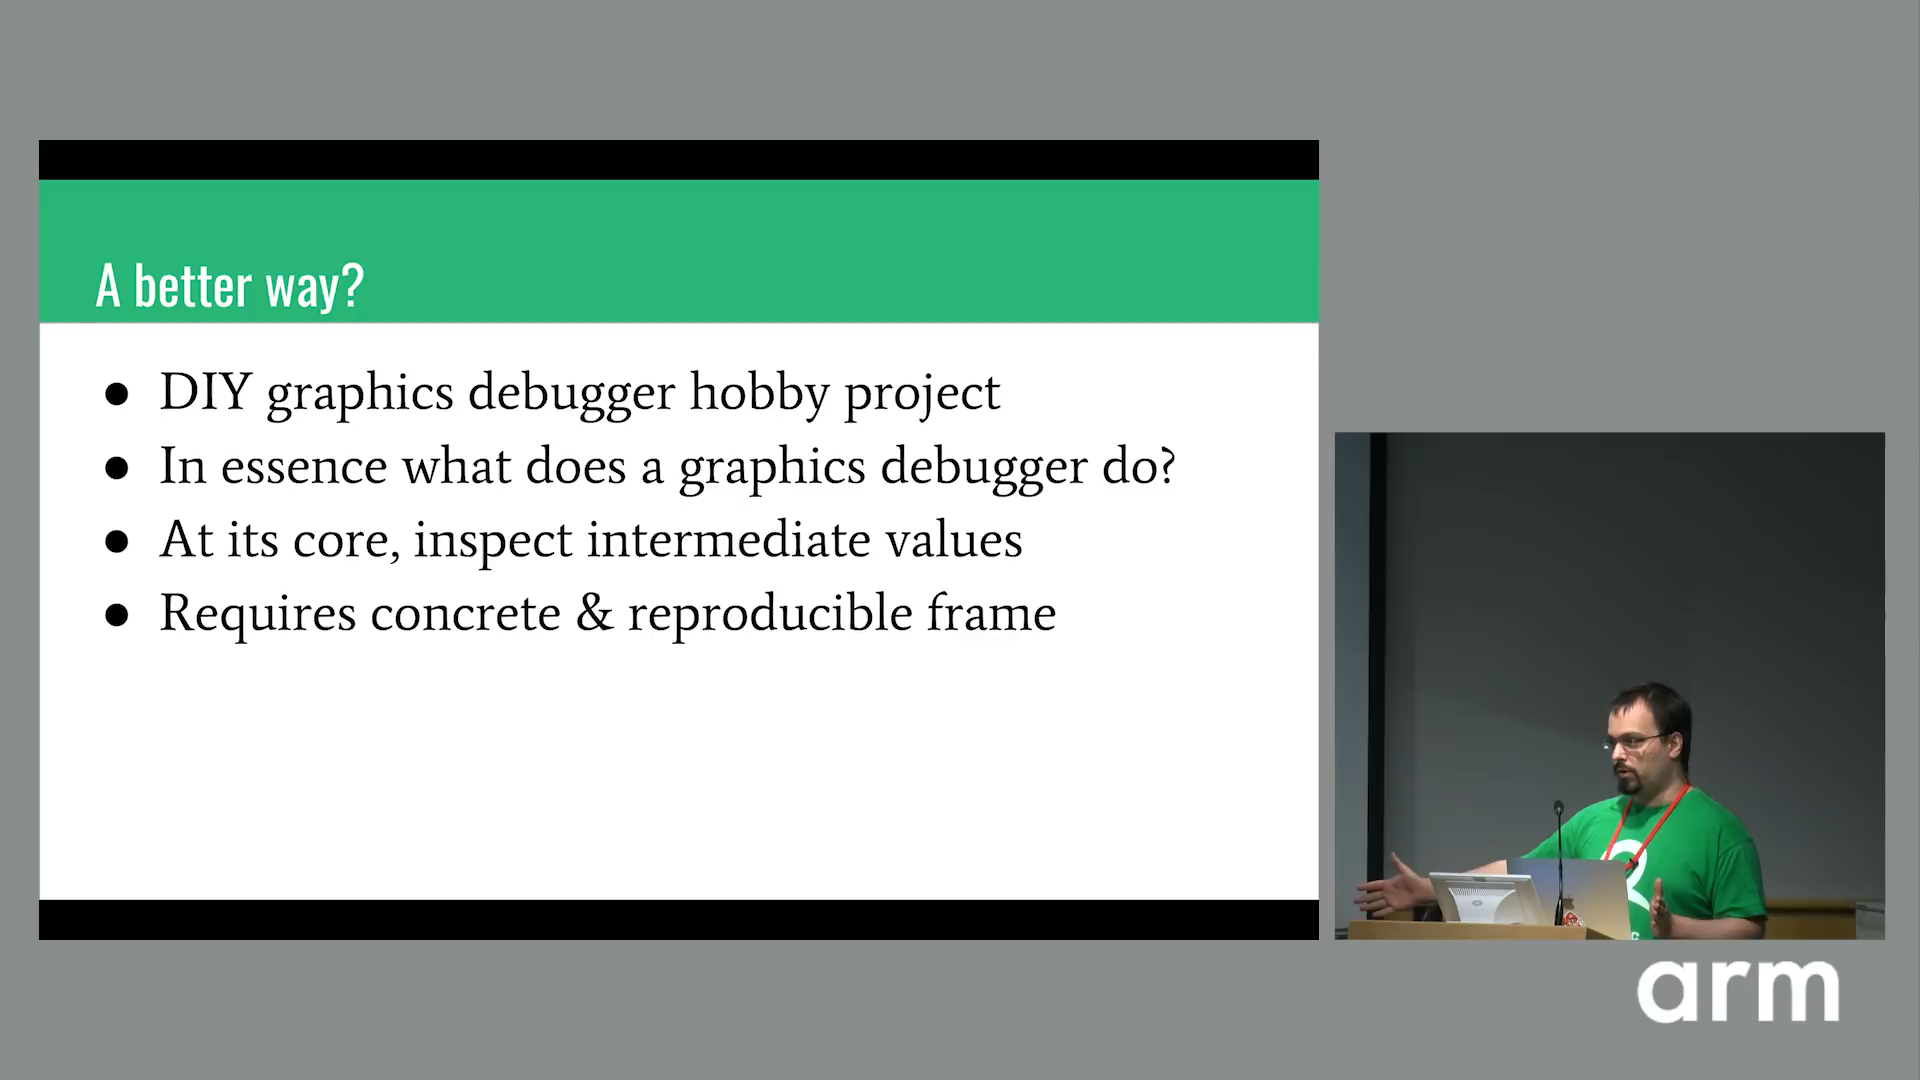 A better way?
● DIY graphics debugger hobby project
● In essence what does a graphics debugger do?
● At its core, inspect intermediate values
● Requires concrete & reproducible frame
arm